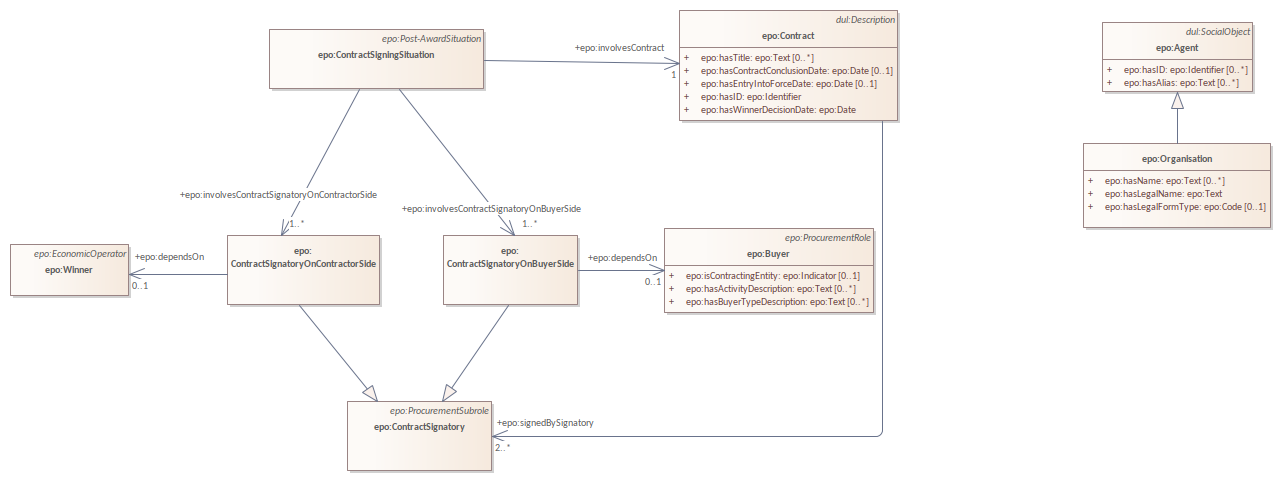 epo:Post-AwardSituation
epo:ContractSigningSituation
+epo:involvesContract
1
dul:Description
epo:Contract
+ epo:hasTitle: epo:Text [0..*]
+ epo:hasContractConclusionDate: epo:Date [0..1]
+ epo:hasEntryIntoForceDate: epo:Date [0..1]
+ epo:hasID: epo:Identifier
+ epo:hasWinnerDecisionDate: epo:Date
dul:SocialObject
epo:Agent
+ epo:hasID: epo:Identifier [0..*]
+ epo:hasAlias: epo:Text [0..*]
epo:Organisation
+ epo:hasName: epo:Text [0..*]
+ epo:hasLegalName: epo:Text
+ epo:hasLegalFormType: epo:Code [0..1]
+epo:involvesContractSignatoryOnContractorSide
1..*
+epo:involvesContractSignatoryOnBuyerSide
1..*
epo:EconomicOperator
epo:Winner
+epo:dependsOn
0..1
epo:
ContractSignatoryOnContractorSide
epo:
ContractSignatoryOnBuyerSide
+epo:dependsOn
0..1
epo:ProcurementRole
epo:Buyer
+ epo:isContractingEntity: epo:Indicator [0..1]
+ epo:hasActivityDescription: epo:Text [0..*]
+ epo:hasBuyerTypeDescription: epo:Text [0..*]
epo:ProcurementSubrole
epo:ContractSignatory
+epo:signedBySignatory
2..*